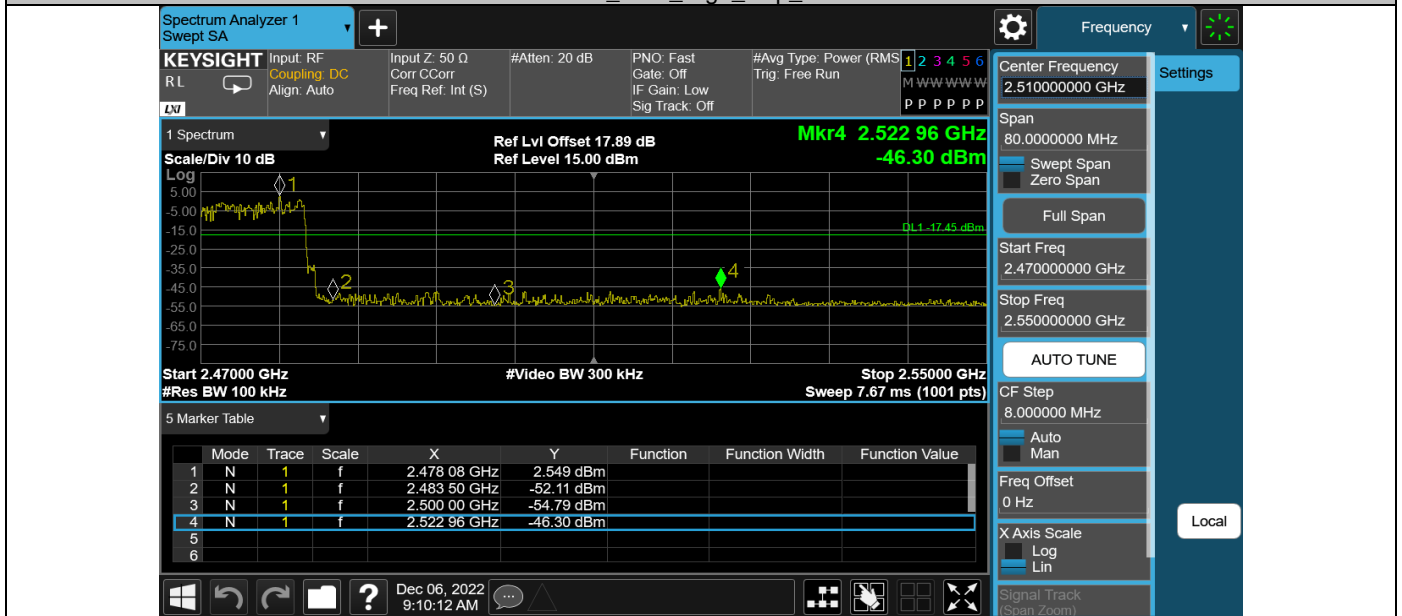 Spectrum Analyzer 1
Swept SA
Frequency
KEYSIGHT
RL
LXI
Input: RF
Coupling: DC
Align: Auto
Input Z: 50 Ω
Corr CCorr
Freq Ref: Int (S)
#Atten: 20 dB
PNO: Fast
Gate: Off
IF Gain: Low
Sig Track: Off
#Avg Type: Power (RMS
Trig: Free Run
1 2 3 4 5 6
M W W W W W
P P P P P P
1 Spectrum
Scale/Div 10 dB
Ref Lvl Offset 17.89 dB
Ref Level 15.00 dBm
Mkr4 2.522 96 GHz
-46.30 dBm
Log
5.00
-5.00
-15.0
-25.0
-35.0
-45.0
-55.0
-65.0
-75.0
1
2
3
4
DL1 -17.45 dBm
Start 2.47000 GHz
#Video BW 300 kHz
Stop 2.55000 GHz
#Res BW 100 kHz
Sweep 7.67 ms (1001 pts)
5 Marker Table
Mode Trace Scale X Y Function Function Width Function Value
1 N 1 f 2.478 08 GHz 2.549 dBm
2 N 1 f 2.483 50 GHz -52.11 dBm
3 N 1 f 2.500 00 GHz -54.79 dBm
4 N 1 f 2.522 96 GHz -46.30 dBm
5
6
?
Dec 06, 2022
9:10:12 AM
Center Frequency
2.510000000 GHz
Settings
Span
80.0000000 MHz
Swept Span
Zero Span
Full Span
Start Freq
2.470000000 GHz
Stop Freq
2.550000000 GHz
AUTO TUNE
CF Step
8.000000 MHz
Auto
Man
Freq Offset
0 Hz
X Axis Scale
Log
Lin
Local
Signal Track
(Span Zoom)